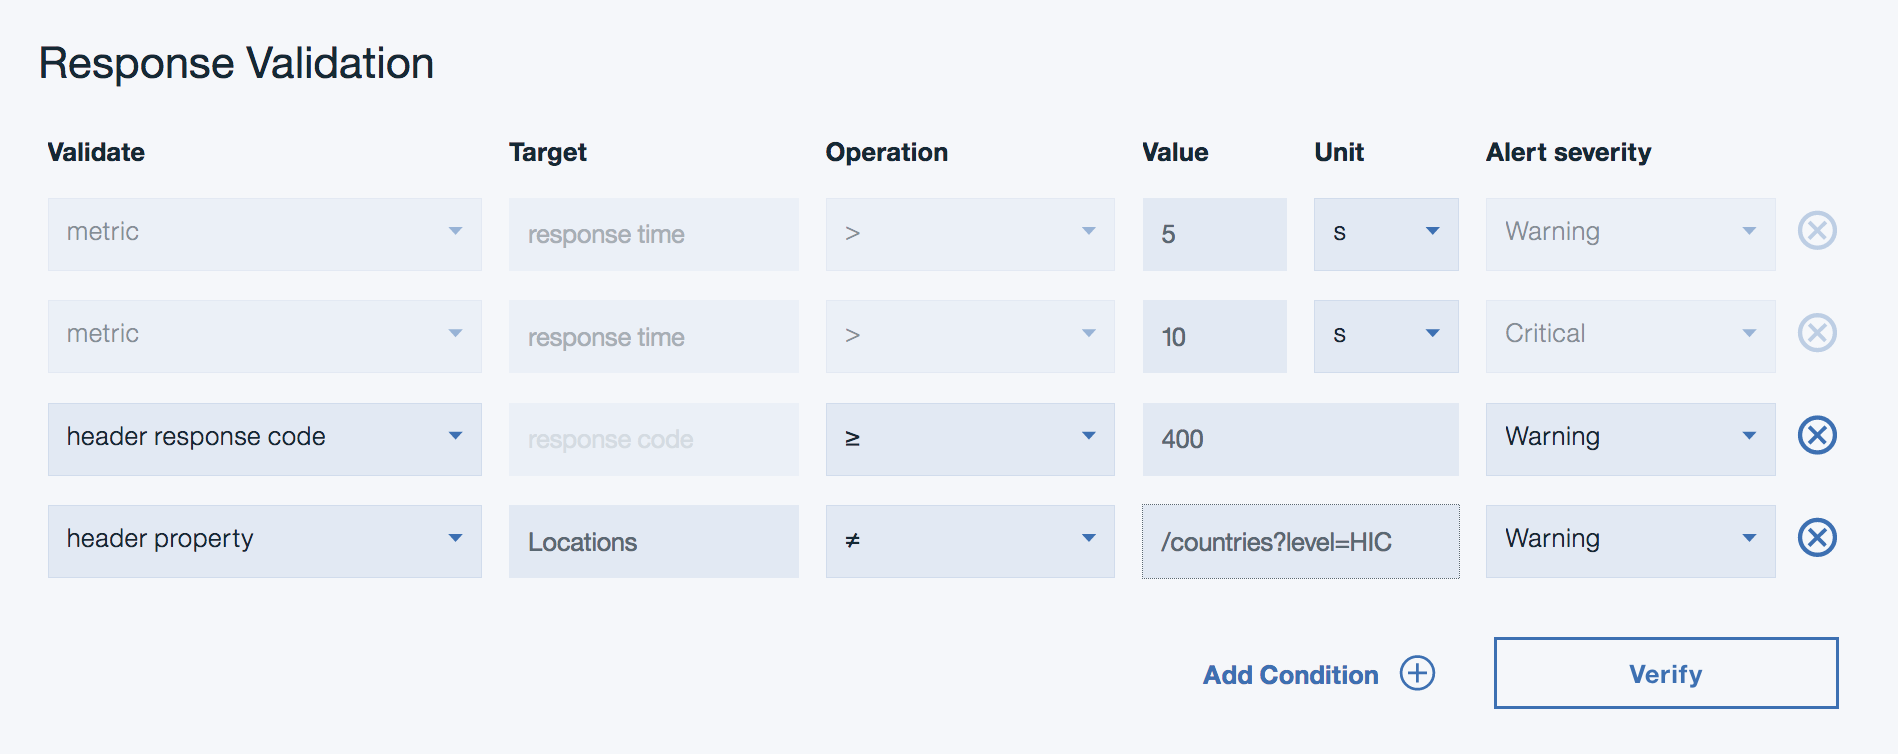 Response Validation
Validate Target Operation Value Unit Alert severity
metric response time > 5 s Warning
metric response time > 10 s Critical
header response code response code ≥ 400 Warning
header property Locations ≠ /countries?level=HIC Warning
Add Condition Verify